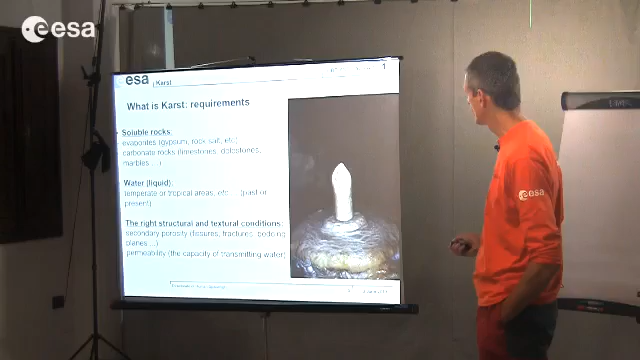 esa
esa
Karst
1
What is Karst: requirements
Soluble rocks:
evaporites (gypsum, rock-salt, etc)
carbonate rocks (limestones, dolostones,
marbles ...)
Water (liquid):
temperate or tropical areas, etc ... (past or
present)
The right structural and textural conditions:
secondary porosity (fissures, fractures, bedding
planes ...)
permeability (the capacity of transmitting water)
esa